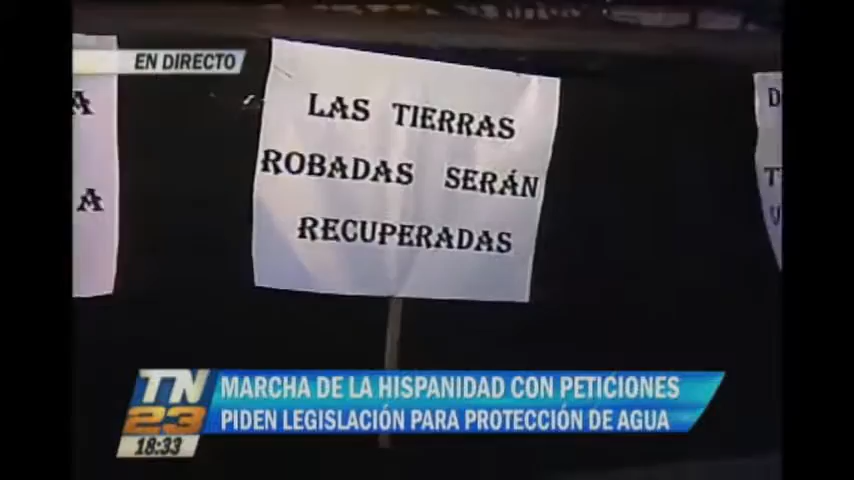 EN DIRECTO
A
A
LAS TIERRAS
ROBADAS SERÁN
RECUPERADAS
D
T
TN
23
18:33
MARCHA DE LA HISPANIDAD CON PETICIONES
PIDEN LEGISLACIÓN PARA PROTECCIÓN DE AGUA